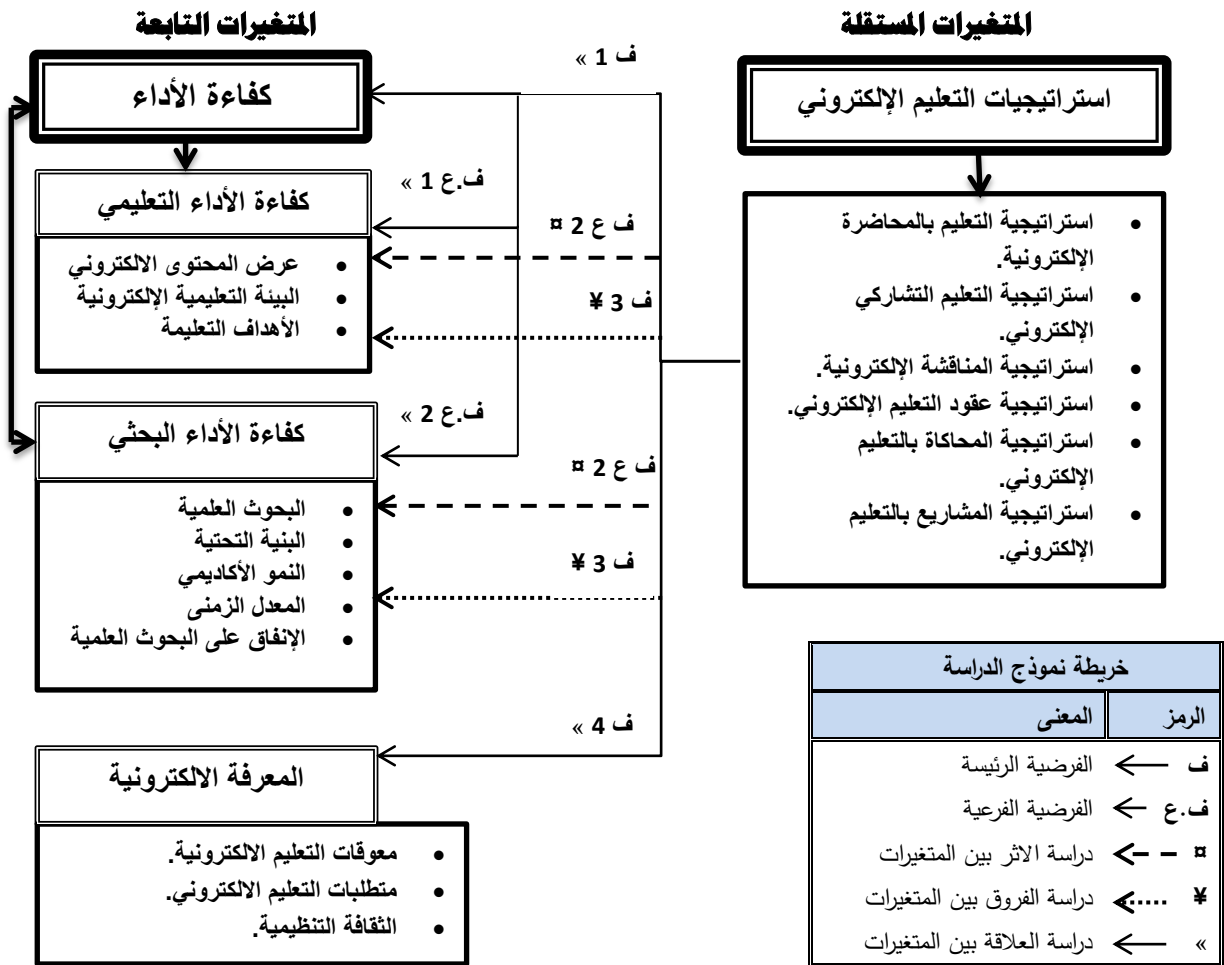 المتغيرات المستقلة
استراتيجيات التعليم الإلكتروني
• استراتيجية التعليم بالمحاضرة
الإلكترونية.
• استراتيجية التعليم التشاركي
الإلكتروني.
• استراتيجية المناقشة الإلكترونية.
• استراتيجية عقود التعليم الإلكتروني.
• استراتيجية المحاكاة بالتعليم
الإلكتروني.
• استراتيجية المشاريع بالتعليم
الإلكتروني.
ف 1 »
ف.ع 1 »
ف ع 2 ¤
ف 3 ¥
ف.ع 2 »
ف ع 2 ¤
ف 3 ¥
ف 4 »
المتغيرات التابعة
كفاءة الأداء
كفاءة الأداء التعليمي
• عرض المحتوى الالكتروني
• البيئة التعليمية الإلكترونية
• الأهداف التعليمة
كفاءة الأداء البحثي
• البحوث العلمية
• البنية التحتية
• النمو الأكاديمي
• المعدل الزمنى
• الإنفاق على البحوث العلمية
المعرفة الالكترونية
• معوقات التعليم الالكترونية.
• متطلبات التعليم الالكتروني.
• الثقافة التنظيمية.
خريطة نموذج الدراسة
الرمز المعنى
ف الفرضية الرئيسة
ف.ع الفرضية الفرعية
¤ دراسة الاثر بين المتغيرات
¥ دراسة الفروق بين المتغيرات
» دراسة العلاقة بين المتغيرات